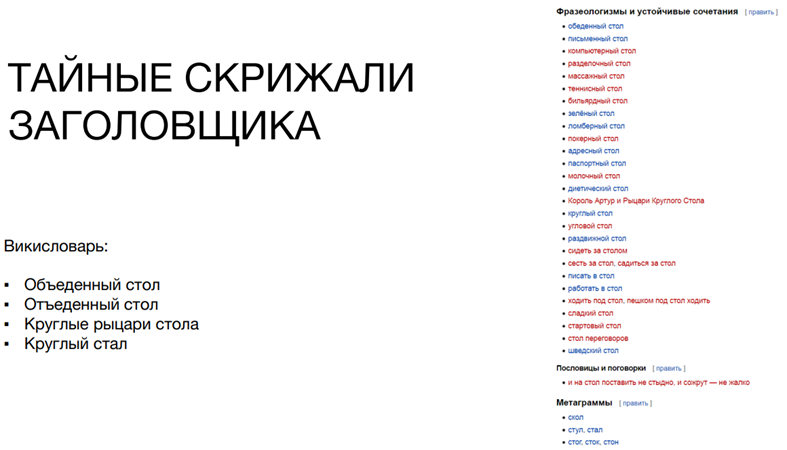 ТАЙНЫЕ СКРИЖАЛИ
ЗАГОЛОВЩИКА
Викисловарь:
▪ Объеденный стол
▪ Отъеденный стол
▪ Круглые рыцари стола
▪ Круглый стал
Фразеологизмы и устойчивые сочетания [ править ]
• обеденный стол
• письменный стол
• компьютерный стол
• разделочный стол
• массажный стол
• теннисный стол
• бильярдный стол
• зелёный стол
• ломберный стол
• покерный стол
• адресный стол
• паспортный стол
• молочный стол
• диетический стол
• Король Артур и Рыцари Круглого Стола
• круглый стол
• угловой стол
• раздвижной стол
• сидеть за столом
• сесть за стол, садиться за стол
• писать в стол
• работать в стол
• ходить под стол, пешком под стол ходить
• сладкий стол
• стартовый стол
• стол переговоров
• шведский стол
Пословицы и поговорки [ править ]
• и на стол поставить не стыдно, и сожрут — не жалко
Метаграммы [ править ]
• скол
• стул, стал
• стог, сток, стон